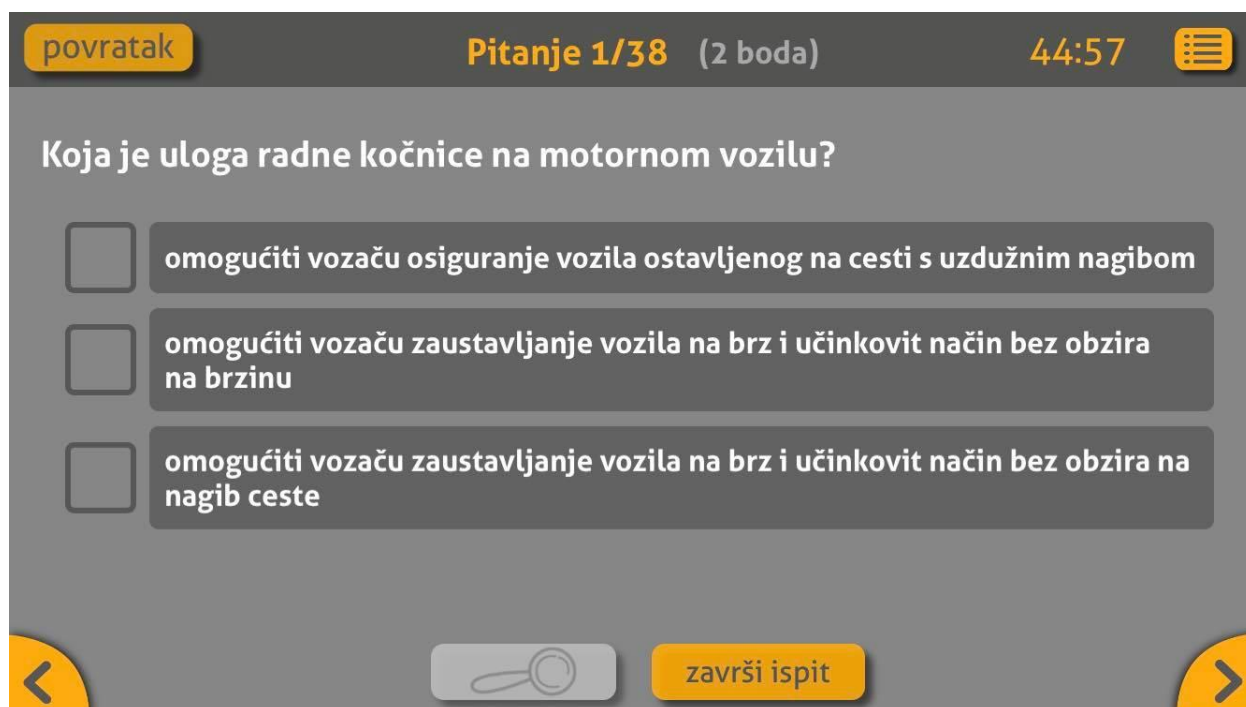 povratak
Pitanje 1/38 (2 boda)
44:57
Koja je uloga radne kočnice na motornom vozilu?
omogućiti vozaču osiguranje vozila ostavljenog na cesti s uzdužnim nagibom
omogućiti vozaču zaustavljanje vozila na brz i učinkovit način bez obzira
na brzinu
omogućiti vozaču zaustavljanje vozila na brz i učinkovit način bez obzira na
nagib ceste
završi ispit